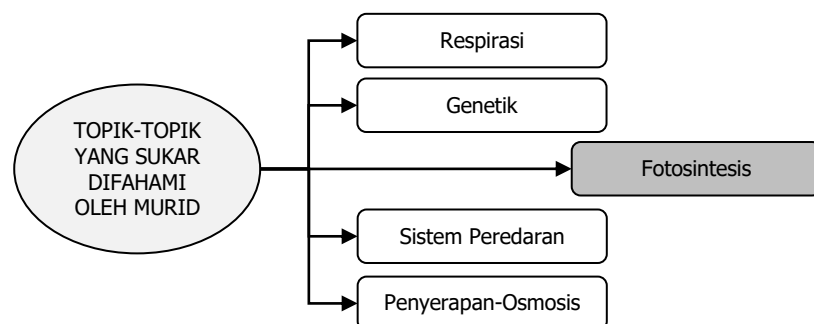 TOPIK-TOPIK
YANG SUKAR
DIFAHAMI
OLEH MURID
Respirasi
Genetik
Fotosintesis
Sistem Peredaran
Penyerapan-Osmosis